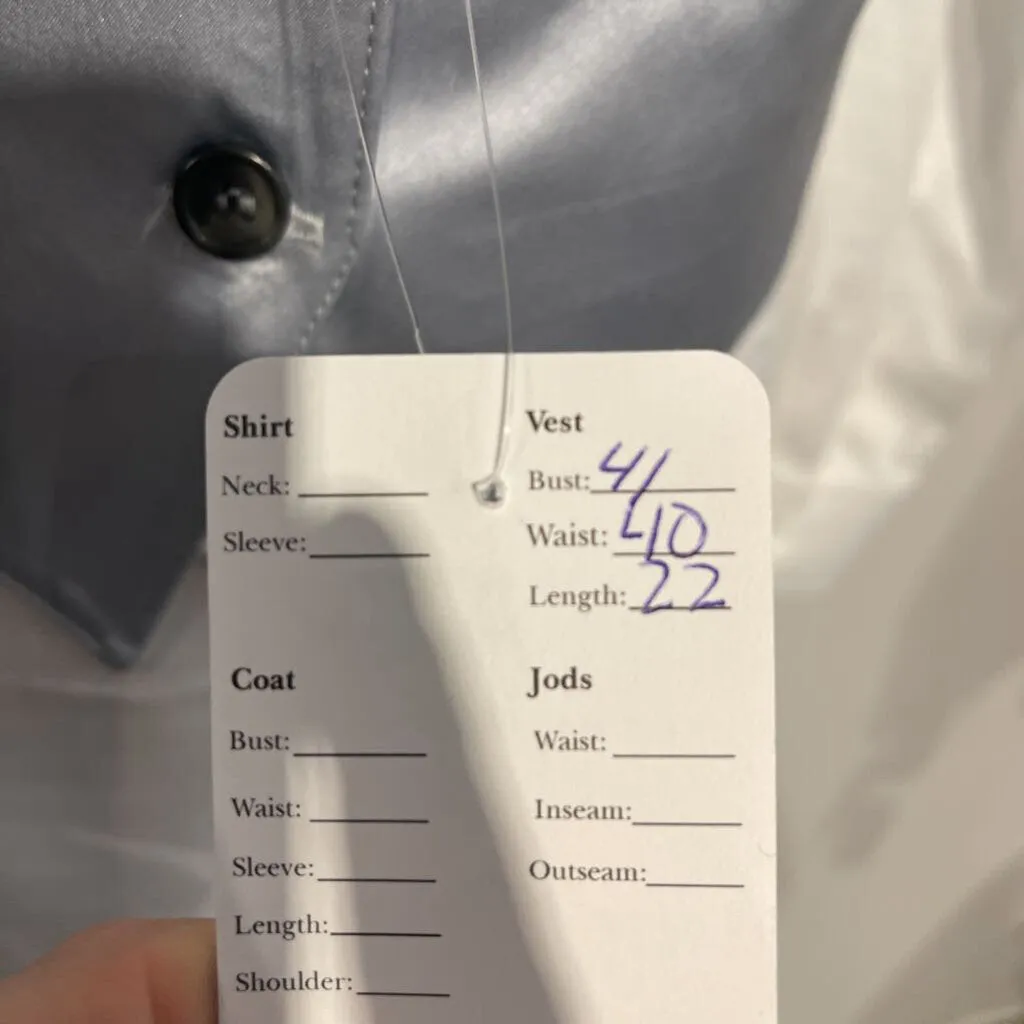 Shirt
Neck:
Sleeve:
Vest
Bust: 41
Waist: 40
Length: 22
Coat
Bust:
Waist:
Sleeve:
Length:
Shoulder:
Jods
Waist:
Inseam:
Outseam: